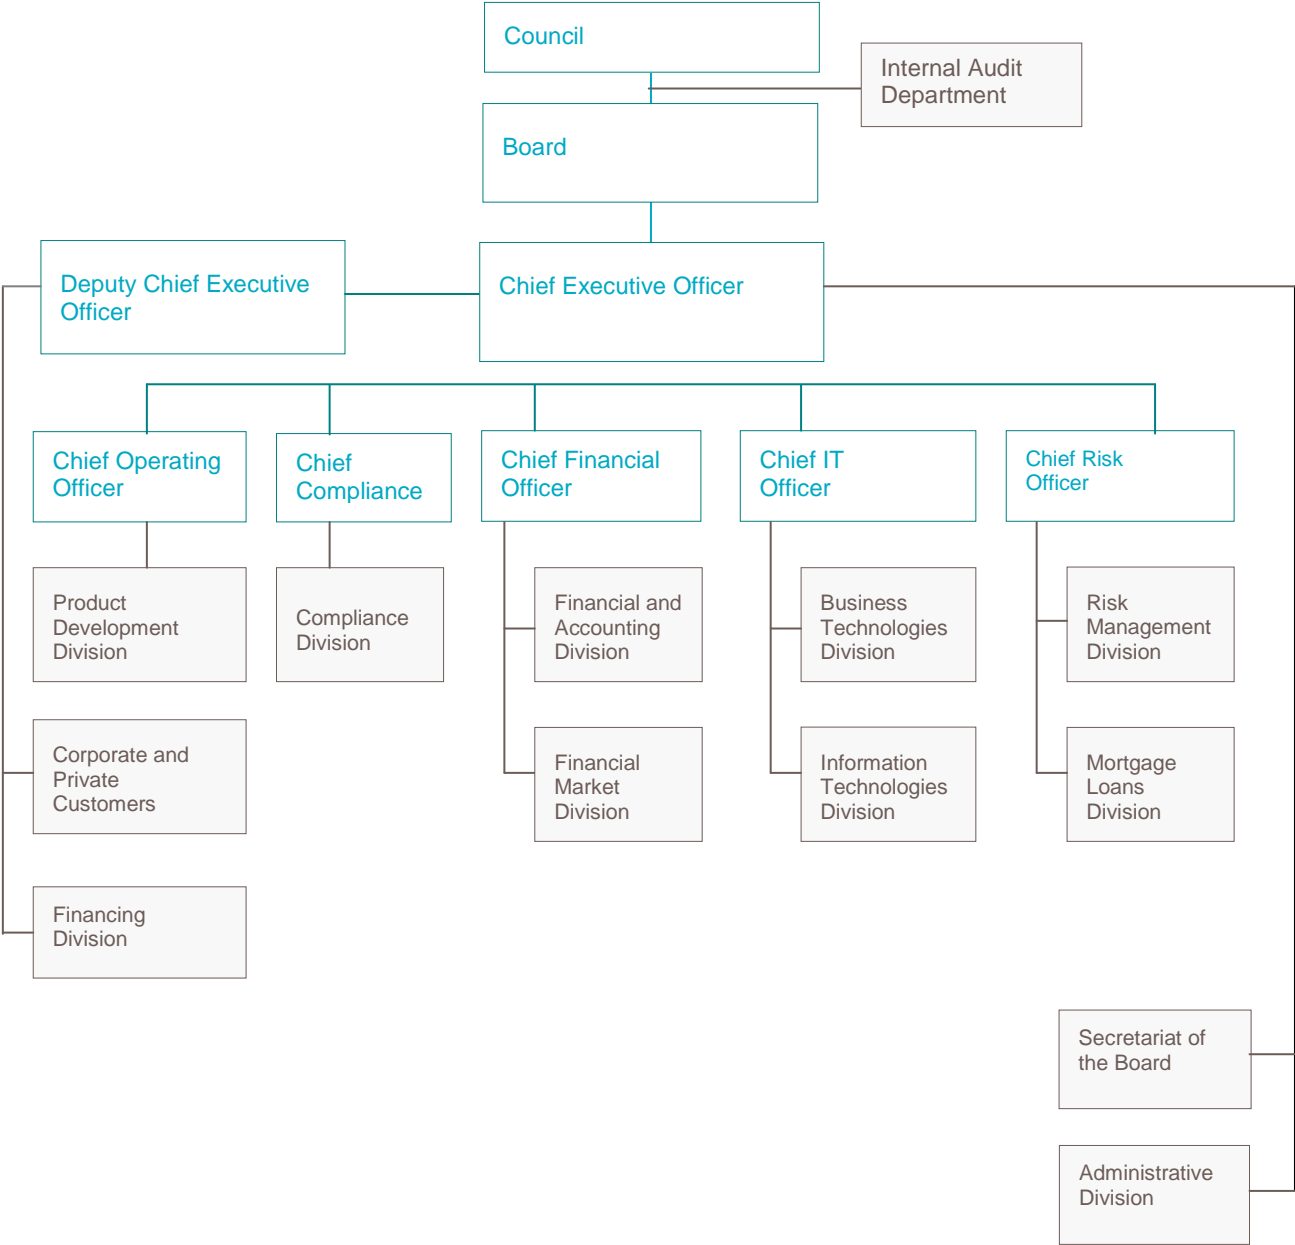 Council
Internal Audit
Department
Board
Deputy Chief Executive
Officer
Chief Executive Officer
Chief Operating
Officer
Chief
Compliance
Chief Financial
Officer
Chief IT
Officer
Chief Risk
Officer
Product
Development
Division
Compliance
Division
Financial and
Accounting
Division
Business
Technologies
Division
Risk
Management
Division
Corporate and
Private
Customers
Financial
Market
Division
Information
Technologies
Division
Mortgage
Loans
Division
Financing
Division
Secretariat of
the Board
Administrative
Division